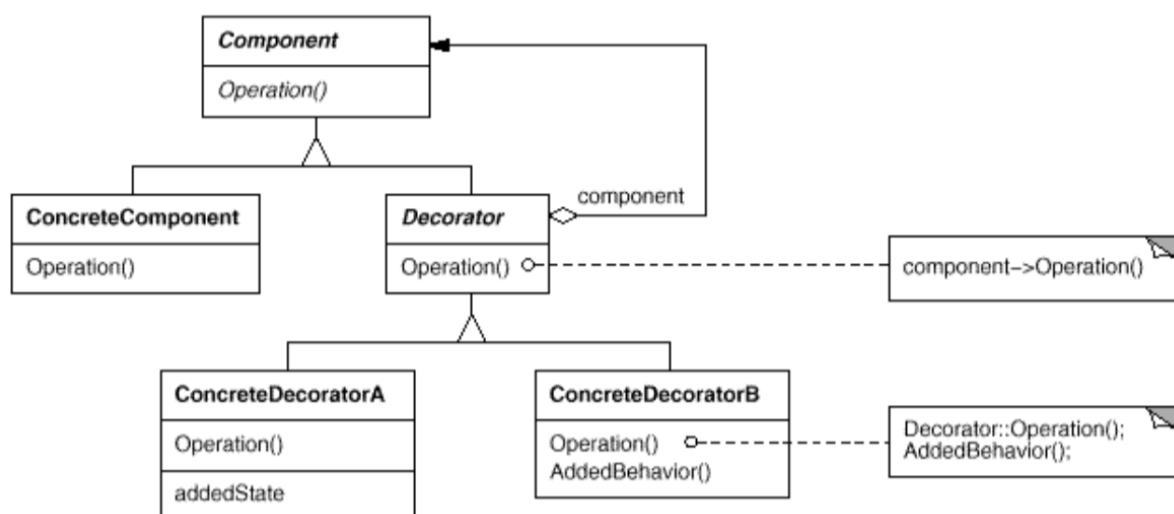 Component
Operation()
component
ConcreteComponent
Operation()
Decorator
Operation()
component->Operation()
ConcreteDecoratorA
Operation()
addedState
ConcreteDecoratorB
Operation()
AddedBehavior()
Decorator::Operation();
AddedBehavior();